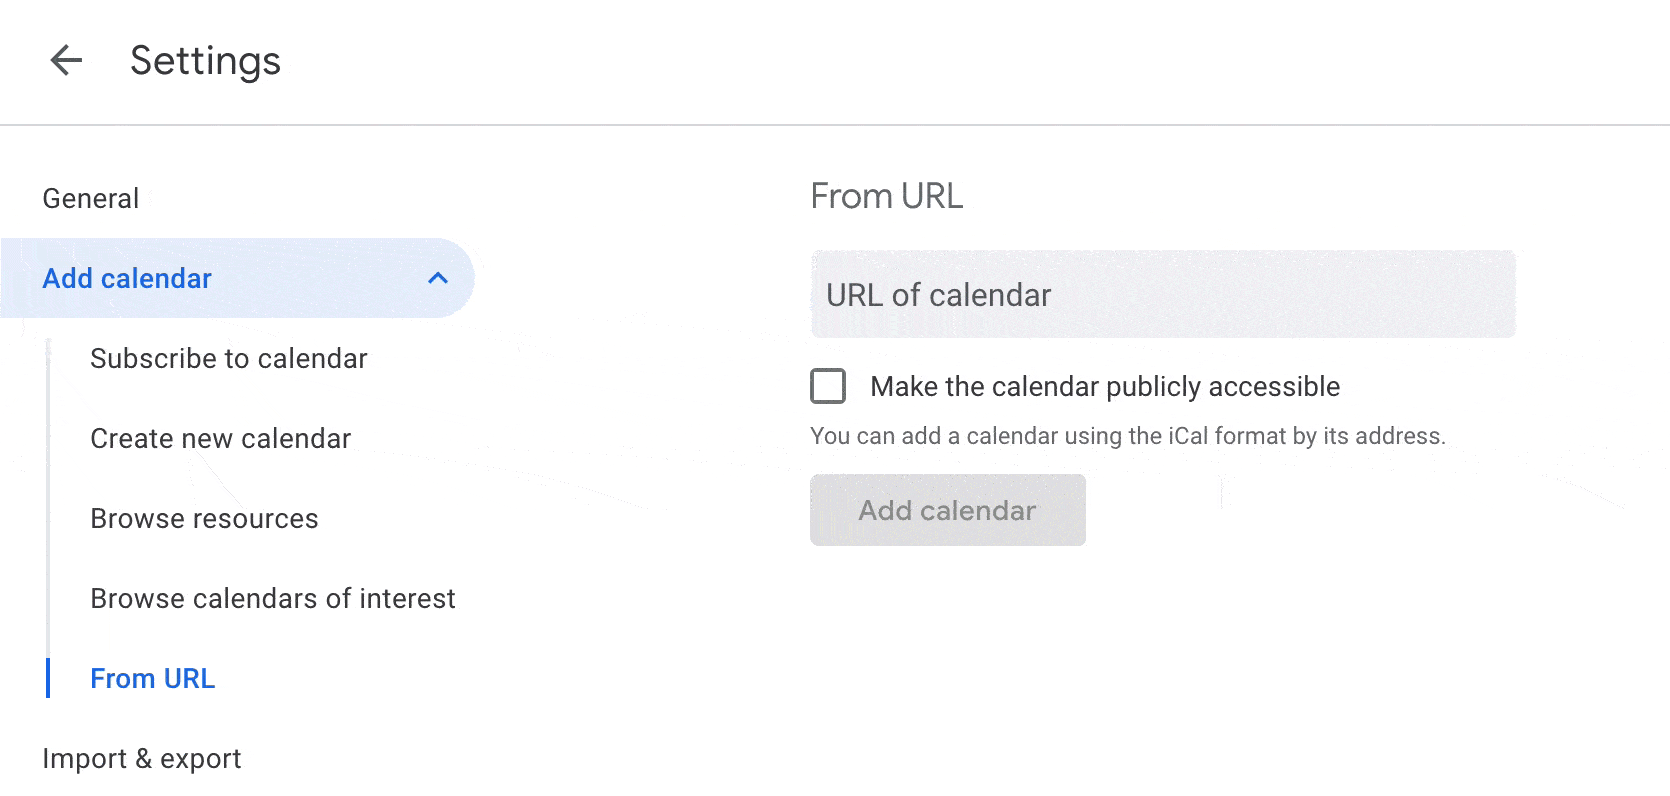 Settings
General
Add calendar
Subscribe to calendar
Create new calendar
Browse resources
Browse calendars of interest
From URL
Import & export
From URL
URL of calendar
Make the calendar publicly accessible
You can add a calendar using the iCal format by its address.
Add calendar